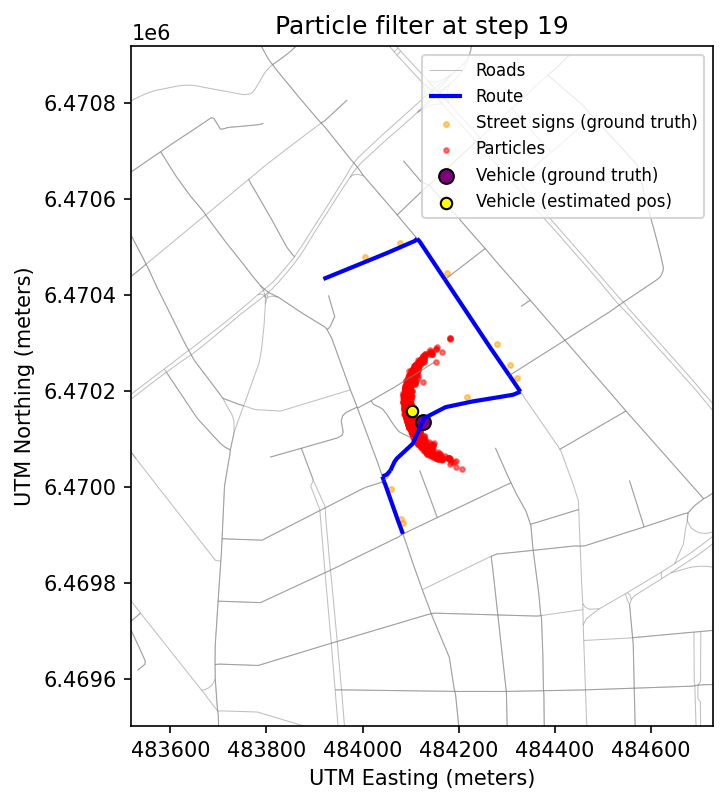 Particle filter at step 19
1e6
Roads
Route
Street signs (ground truth)
Particles
Vehicle (ground truth)
Vehicle (estimated pos)
6.4708
6.4706
6.4704
6.4702
6.4700
6.4698
6.4696
UTM Northing (meters)
483600 483800 484000 484200 484400 484600
UTM Easting (meters)